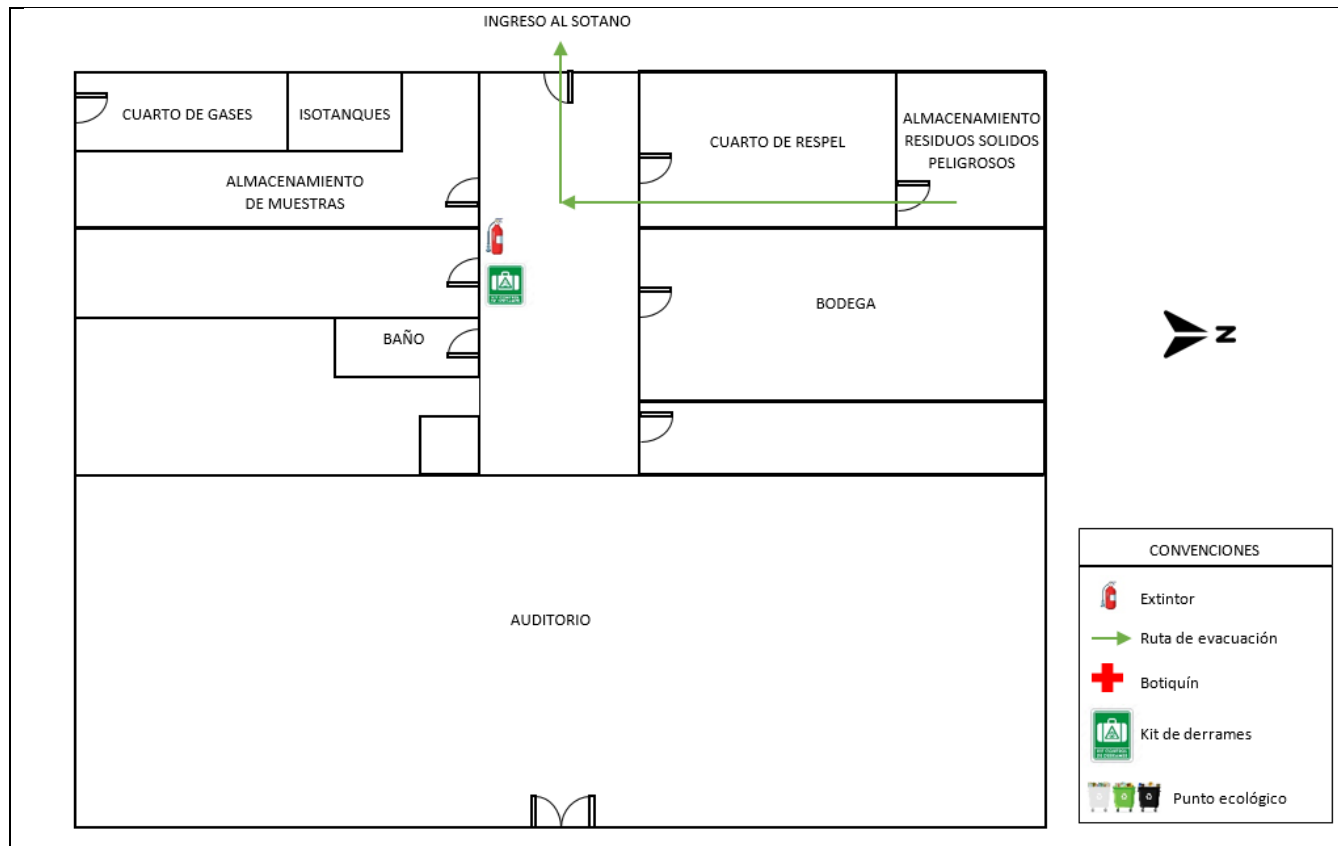 INGRESO AL SOTANO
CUARTO DE GASES
ISOTANQUES
CUARTO DE RESPEL
ALMACENAMIENTO
RESIDUOS SOLIDOS
PELIGROSOS
ALMACENAMIENTO
DE MUESTRAS
BODEGA
BAÑO
N
AUDITORIO
CONVENCIONES
Extintor
Ruta de evacuación
Botiquín
Kit de derrames
Punto ecológico